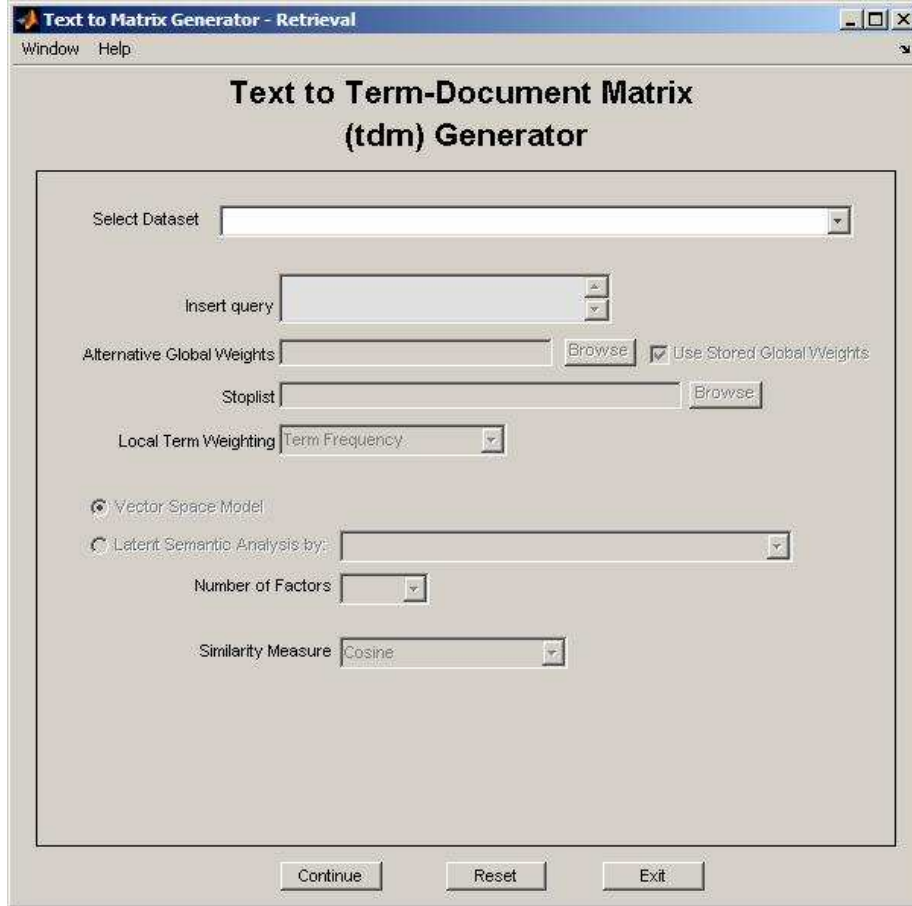 Text to Matrix Generator - Retrieval
Window Help
Text to Term-Document Matrix
(tdm) Generator
Select Dataset
Insert query
Alternative Global Weights Browse Use Stored Global Weights
Stoplist Browse
Local Term Weighting Term Frequency
Vector Space Model
Latent Semantic Analysis by:
Number of Factors
Similarity Measure Cosine
Continue Reset Exit